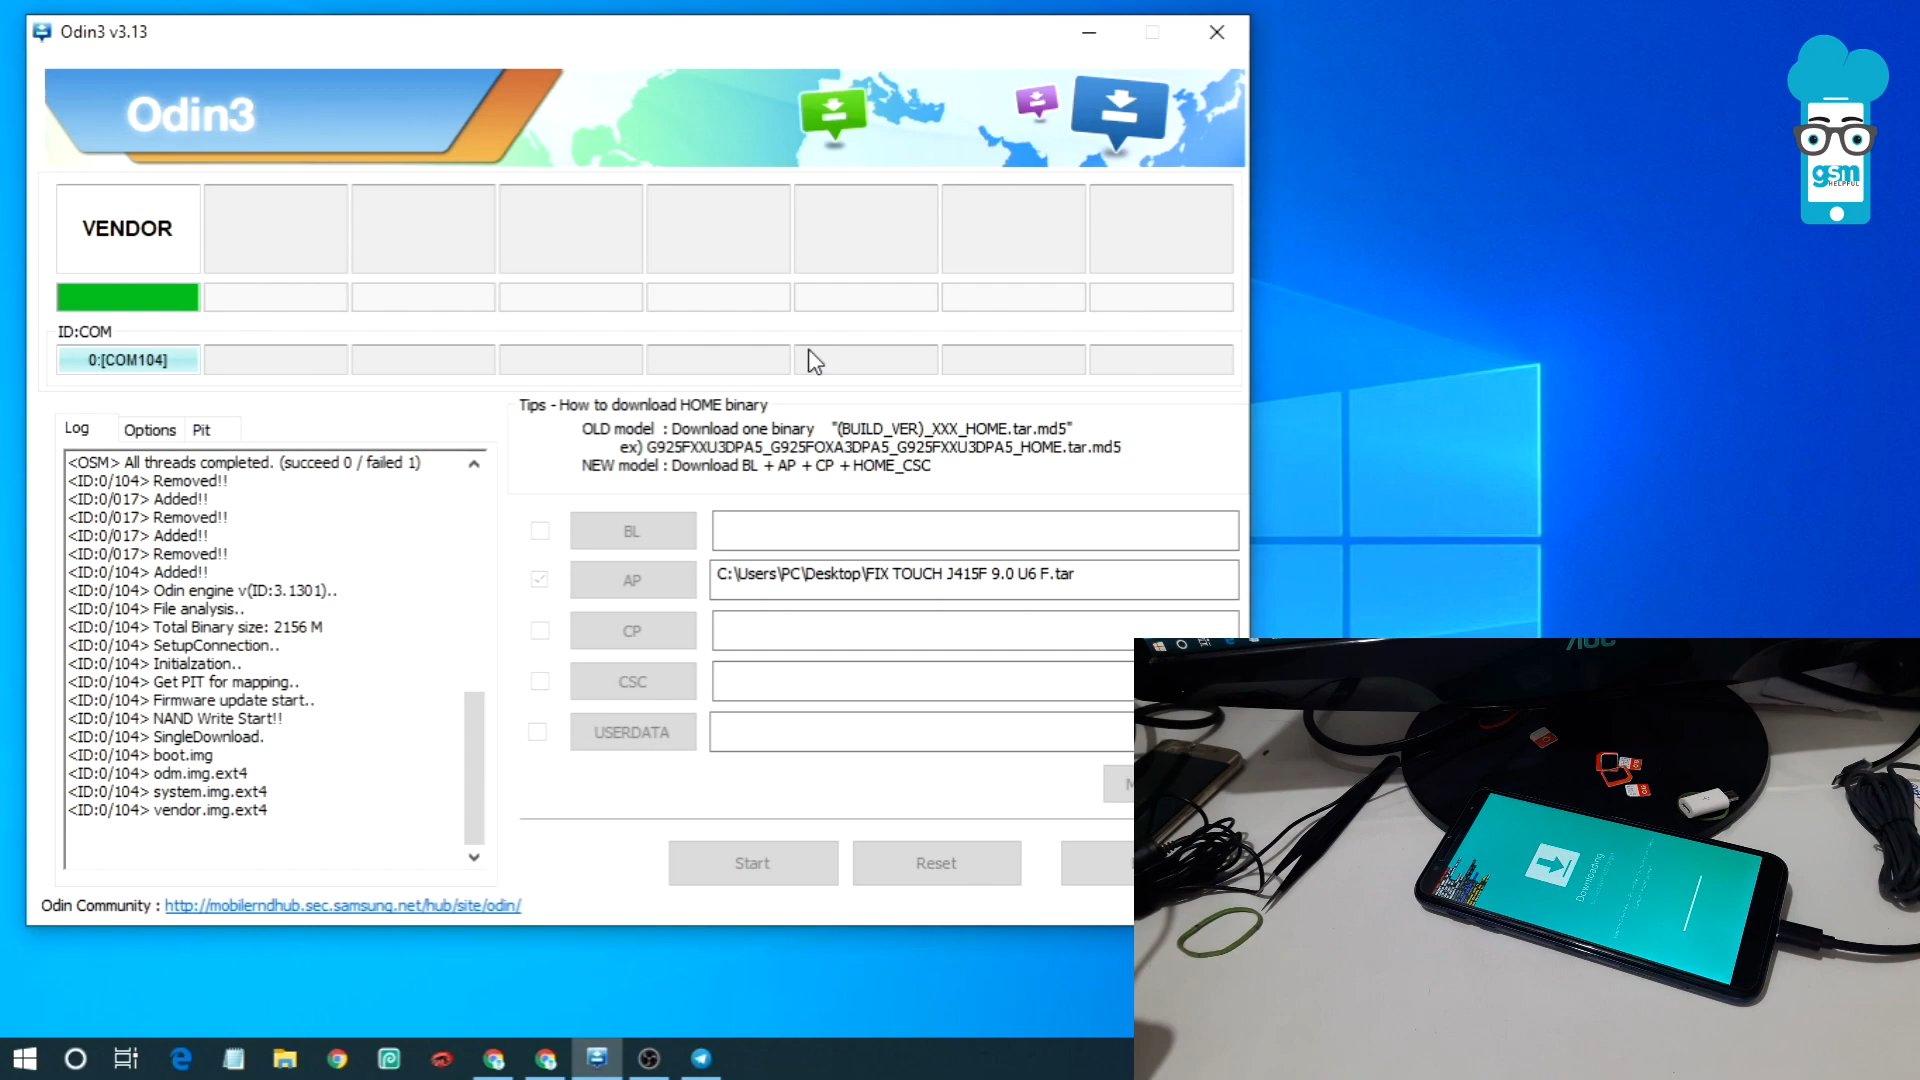 Odin3 v3.13
Odin3
gsm
HELPFUL
VENDOR
ID:COM
0:[COM104]
Log
Options
Pit
<OSM> All threads completed. (succeed 0 / failed 1)
<ID:0/104> Removed!!
<ID:0/017> Added!!
<ID:0/017> Removed!!
<ID:0/017> Added!!
<ID:0/017> Removed!!
<ID:0/104> Added!!
<ID:0/104> Odin engine v(ID:3.1301)..
<ID:0/104> File analysis..
<ID:0/104> Total Binary size: 2156 M
<ID:0/104> SetupConnection..
<ID:0/104> Initialzation..
<ID:0/104> Get PIT for mapping..
<ID:0/104> Firmware update start..
<ID:0/104> NAND Write Start!!
<ID:0/104> SingleDownload.
<ID:0/104> boot.img
<ID:0/104> odm.img.ext4
<ID:0/104> system.img.ext4
<ID:0/104> vendor.img.ext4
Tips - How to download HOME binary
OLD model : Download one binary "(BUILD_VER)_XXX_HOME.tar.md5"
ex) G925FXXU3DPA5_G925FOXA3DPA5_G925FXXU3DPA5_HOME.tar.md5
NEW model : Download BL + AP + CP + HOME_CSC
BL
AP
C:\Users\PC\Desktop\FIX TOUCH J415F 9.0 U6 F.tar
CP
CSC
USERDATA
Start
Reset
Odin Community : http://mobilerndhub.sec.samsung.net/hub/site/odin/
Downloading